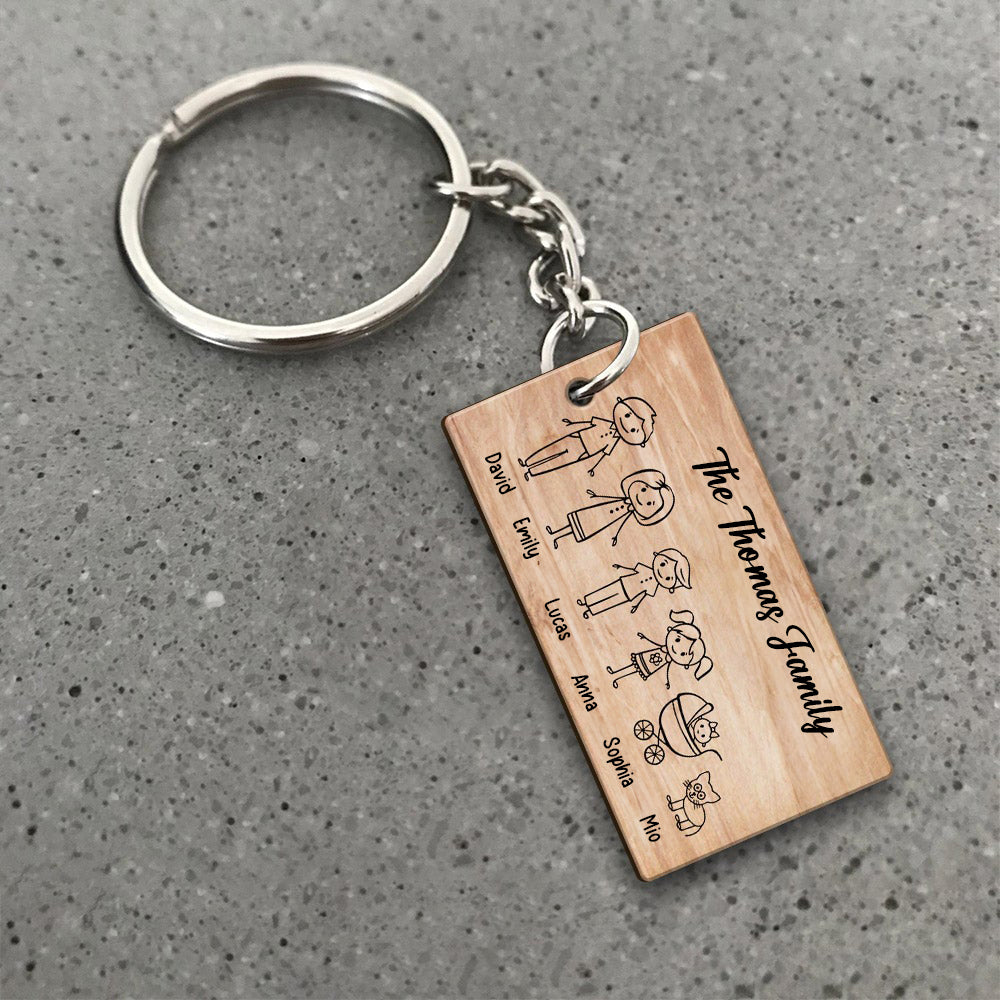 The Thomas Family
David Emily Lucas Anna Sophia Mio